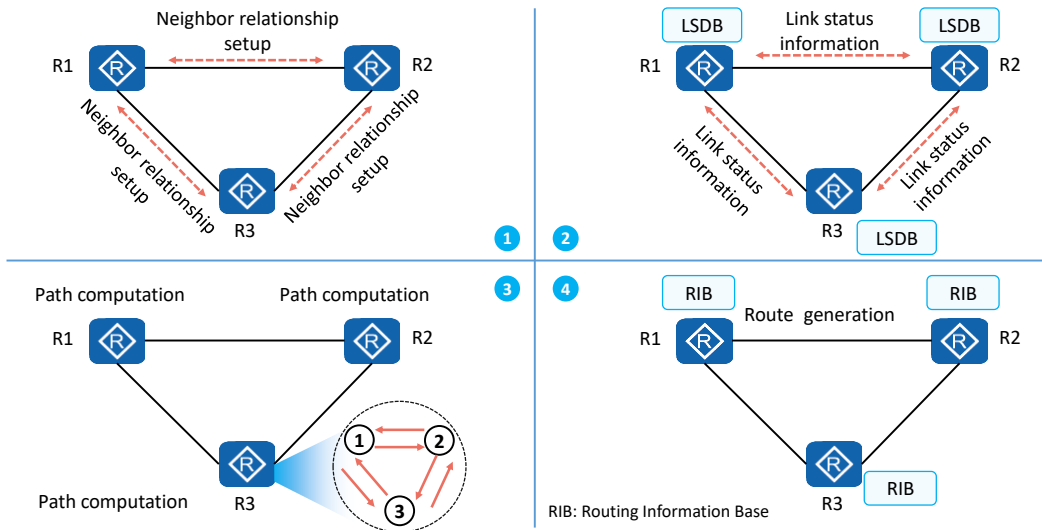 Neighbor relationship
setup
R1
R2
R
R
Neighbor relationship
setup
Neighbor relationship
setup
R
R3
1
LSDB
Link status
information
LSDB
R1
R2
R
R
Link status
information
Link status
information
R
R3
LSDB
2
Path computation
Path computation
3
R1
R2
R
R
1
2
3
R
Path computation
R3
4
RIB
RIB
Route generation
R1
R2
R
R
R
RIB
R3
RIB: Routing Information Base